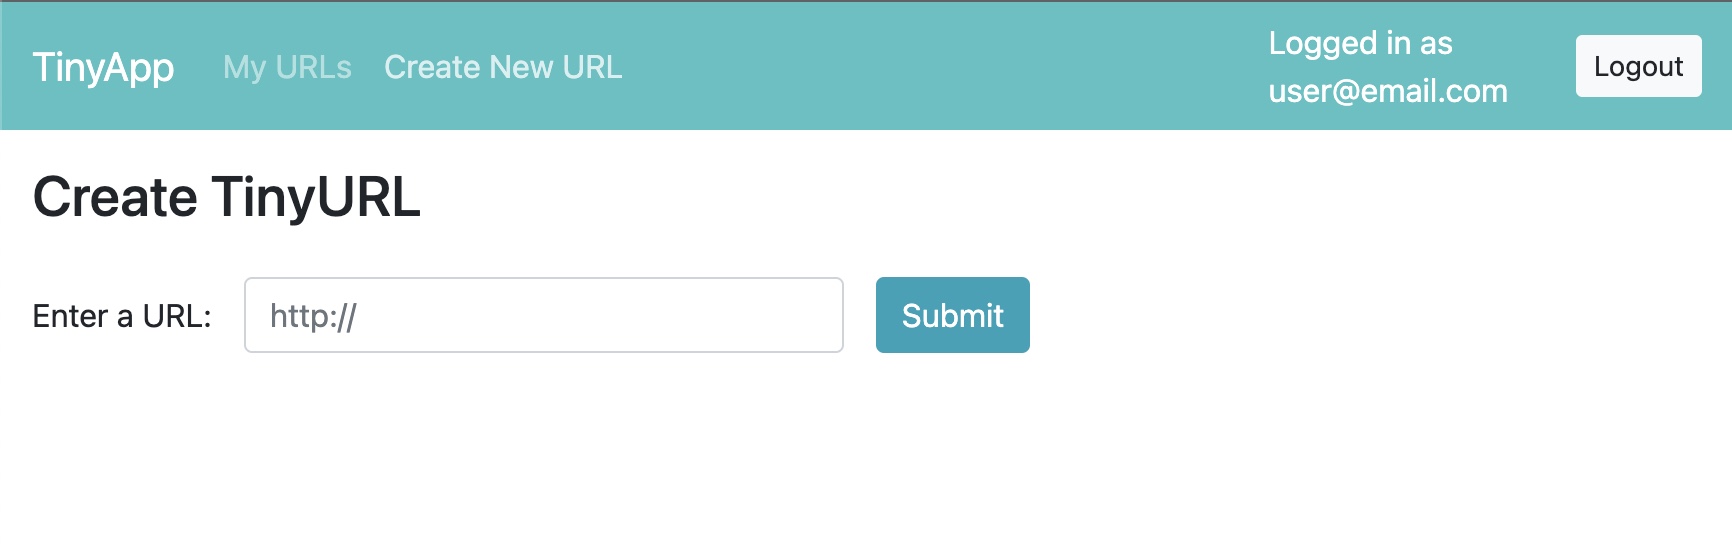 TinyApp My URLs Create New URL
Logged in as
user@email.com
Logout
Create TinyURL
Enter a URL: http:// Submit